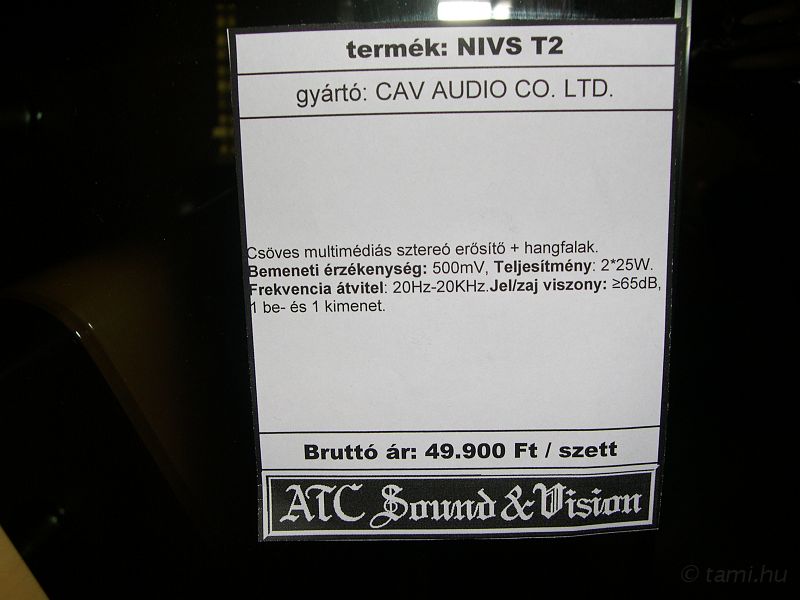 termék: NIVS T2
gyártó: CAV AUDIO CO. LTD.
Csöves multimédiás sztereó erősítő + hangfalak.
Bemeneti érzékenység: 500mV, Teljesítmény: 2*25W.
Frekvencia átvitel: 20Hz-20KHz.Jel/zaj viszony: ≥65dB,
1 be- és 1 kimenet.
Bruttó ár: 49.900 Ft / szett
ATC Sound & Vision
© tami.hu